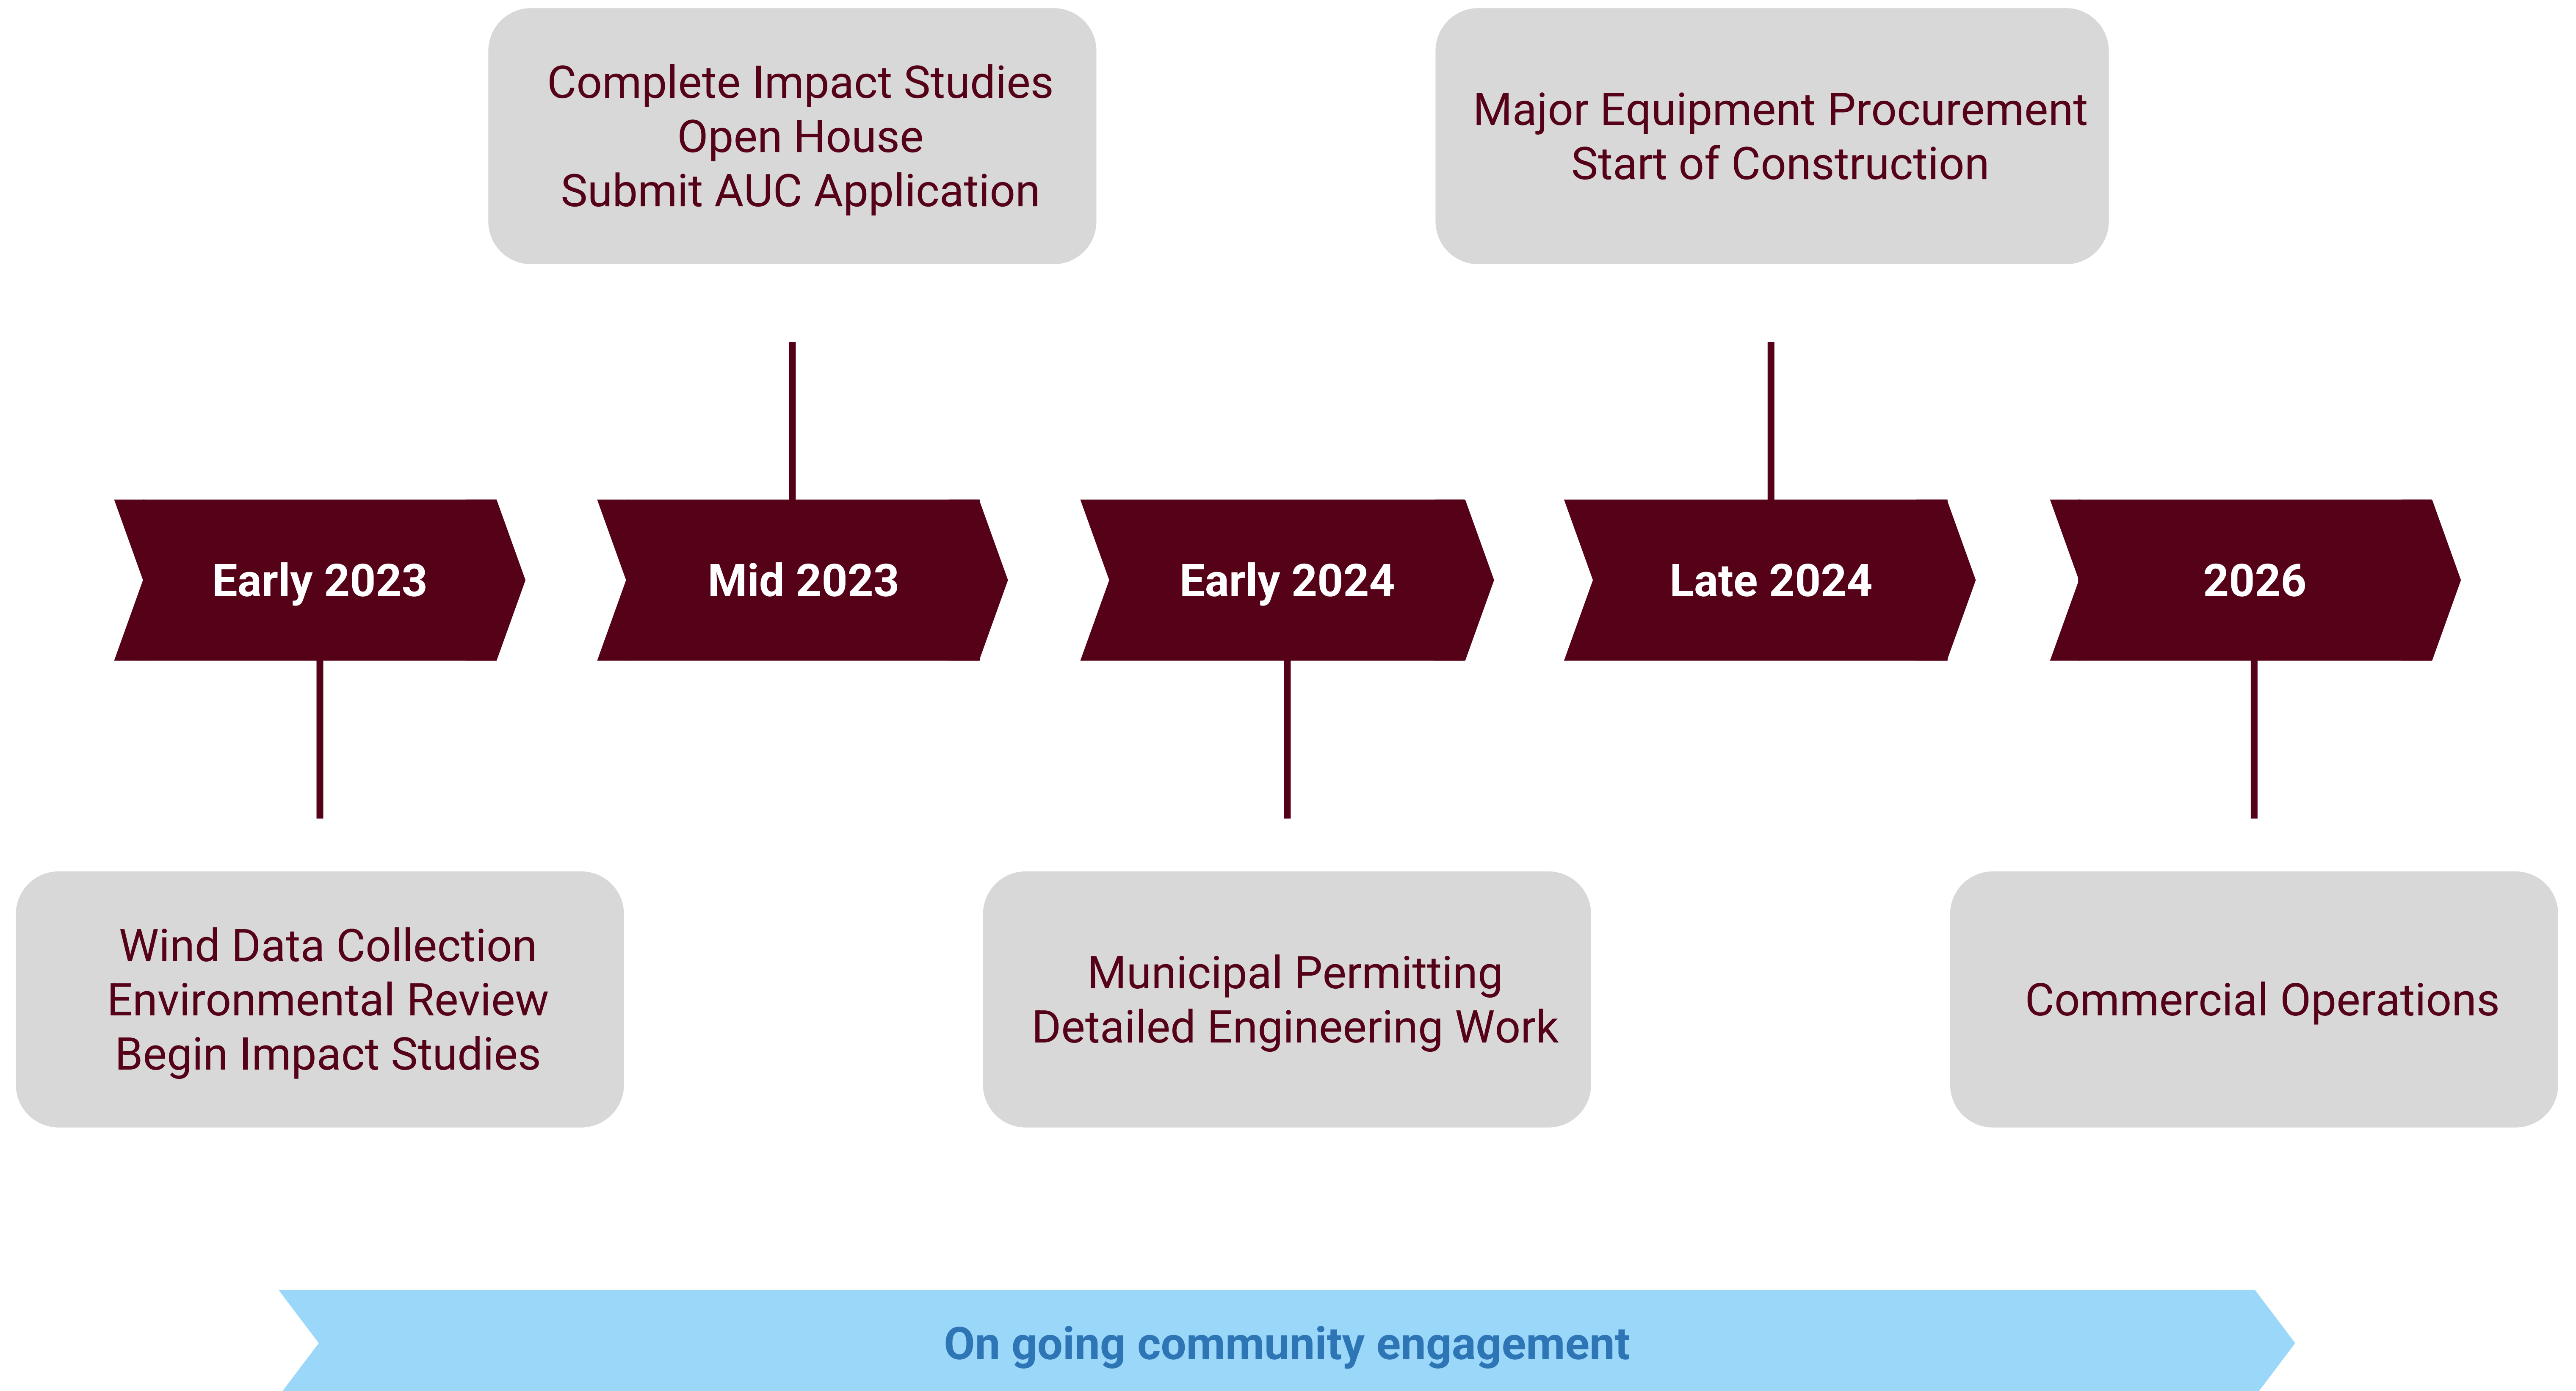 Complete Impact Studies
Open House
Submit AUC Application
Major Equipment Procurement
Start of Construction
Early 2023
Mid 2023
Early 2024
Late 2024
2026
Wind Data Collection
Environmental Review
Begin Impact Studies
Municipal Permitting
Detailed Engineering Work
Commercial Operations
On going community engagement